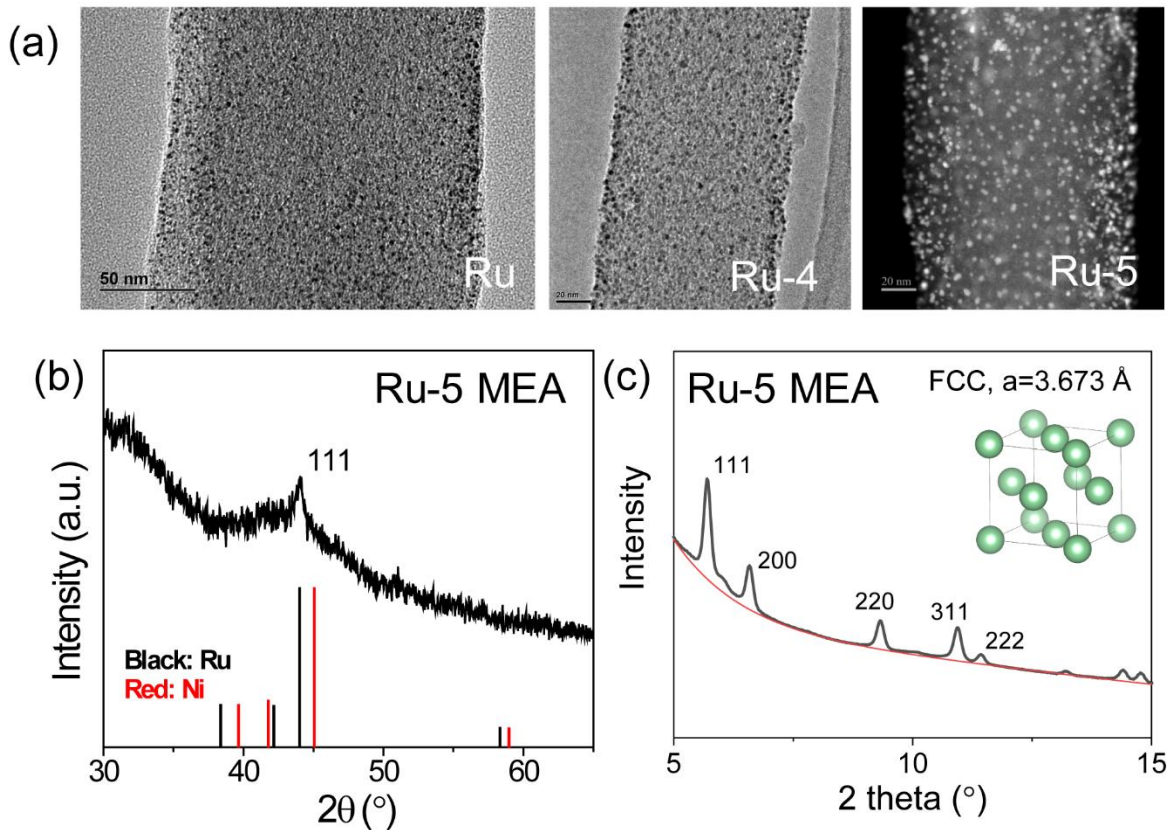 (a)
50 nm
Ru
20 nm
Ru-4
20 nm
Ru-5
(b)
Ru-5 MEA
111
Intensity (a.u.)
Black: Ru
Red: Ni
30 40 50 60
2θ (°)
(c)
Ru-5 MEA
FCC, a=3.673 Å
111
200
220
311
222
Intensity
5 10 15
2 theta (°)